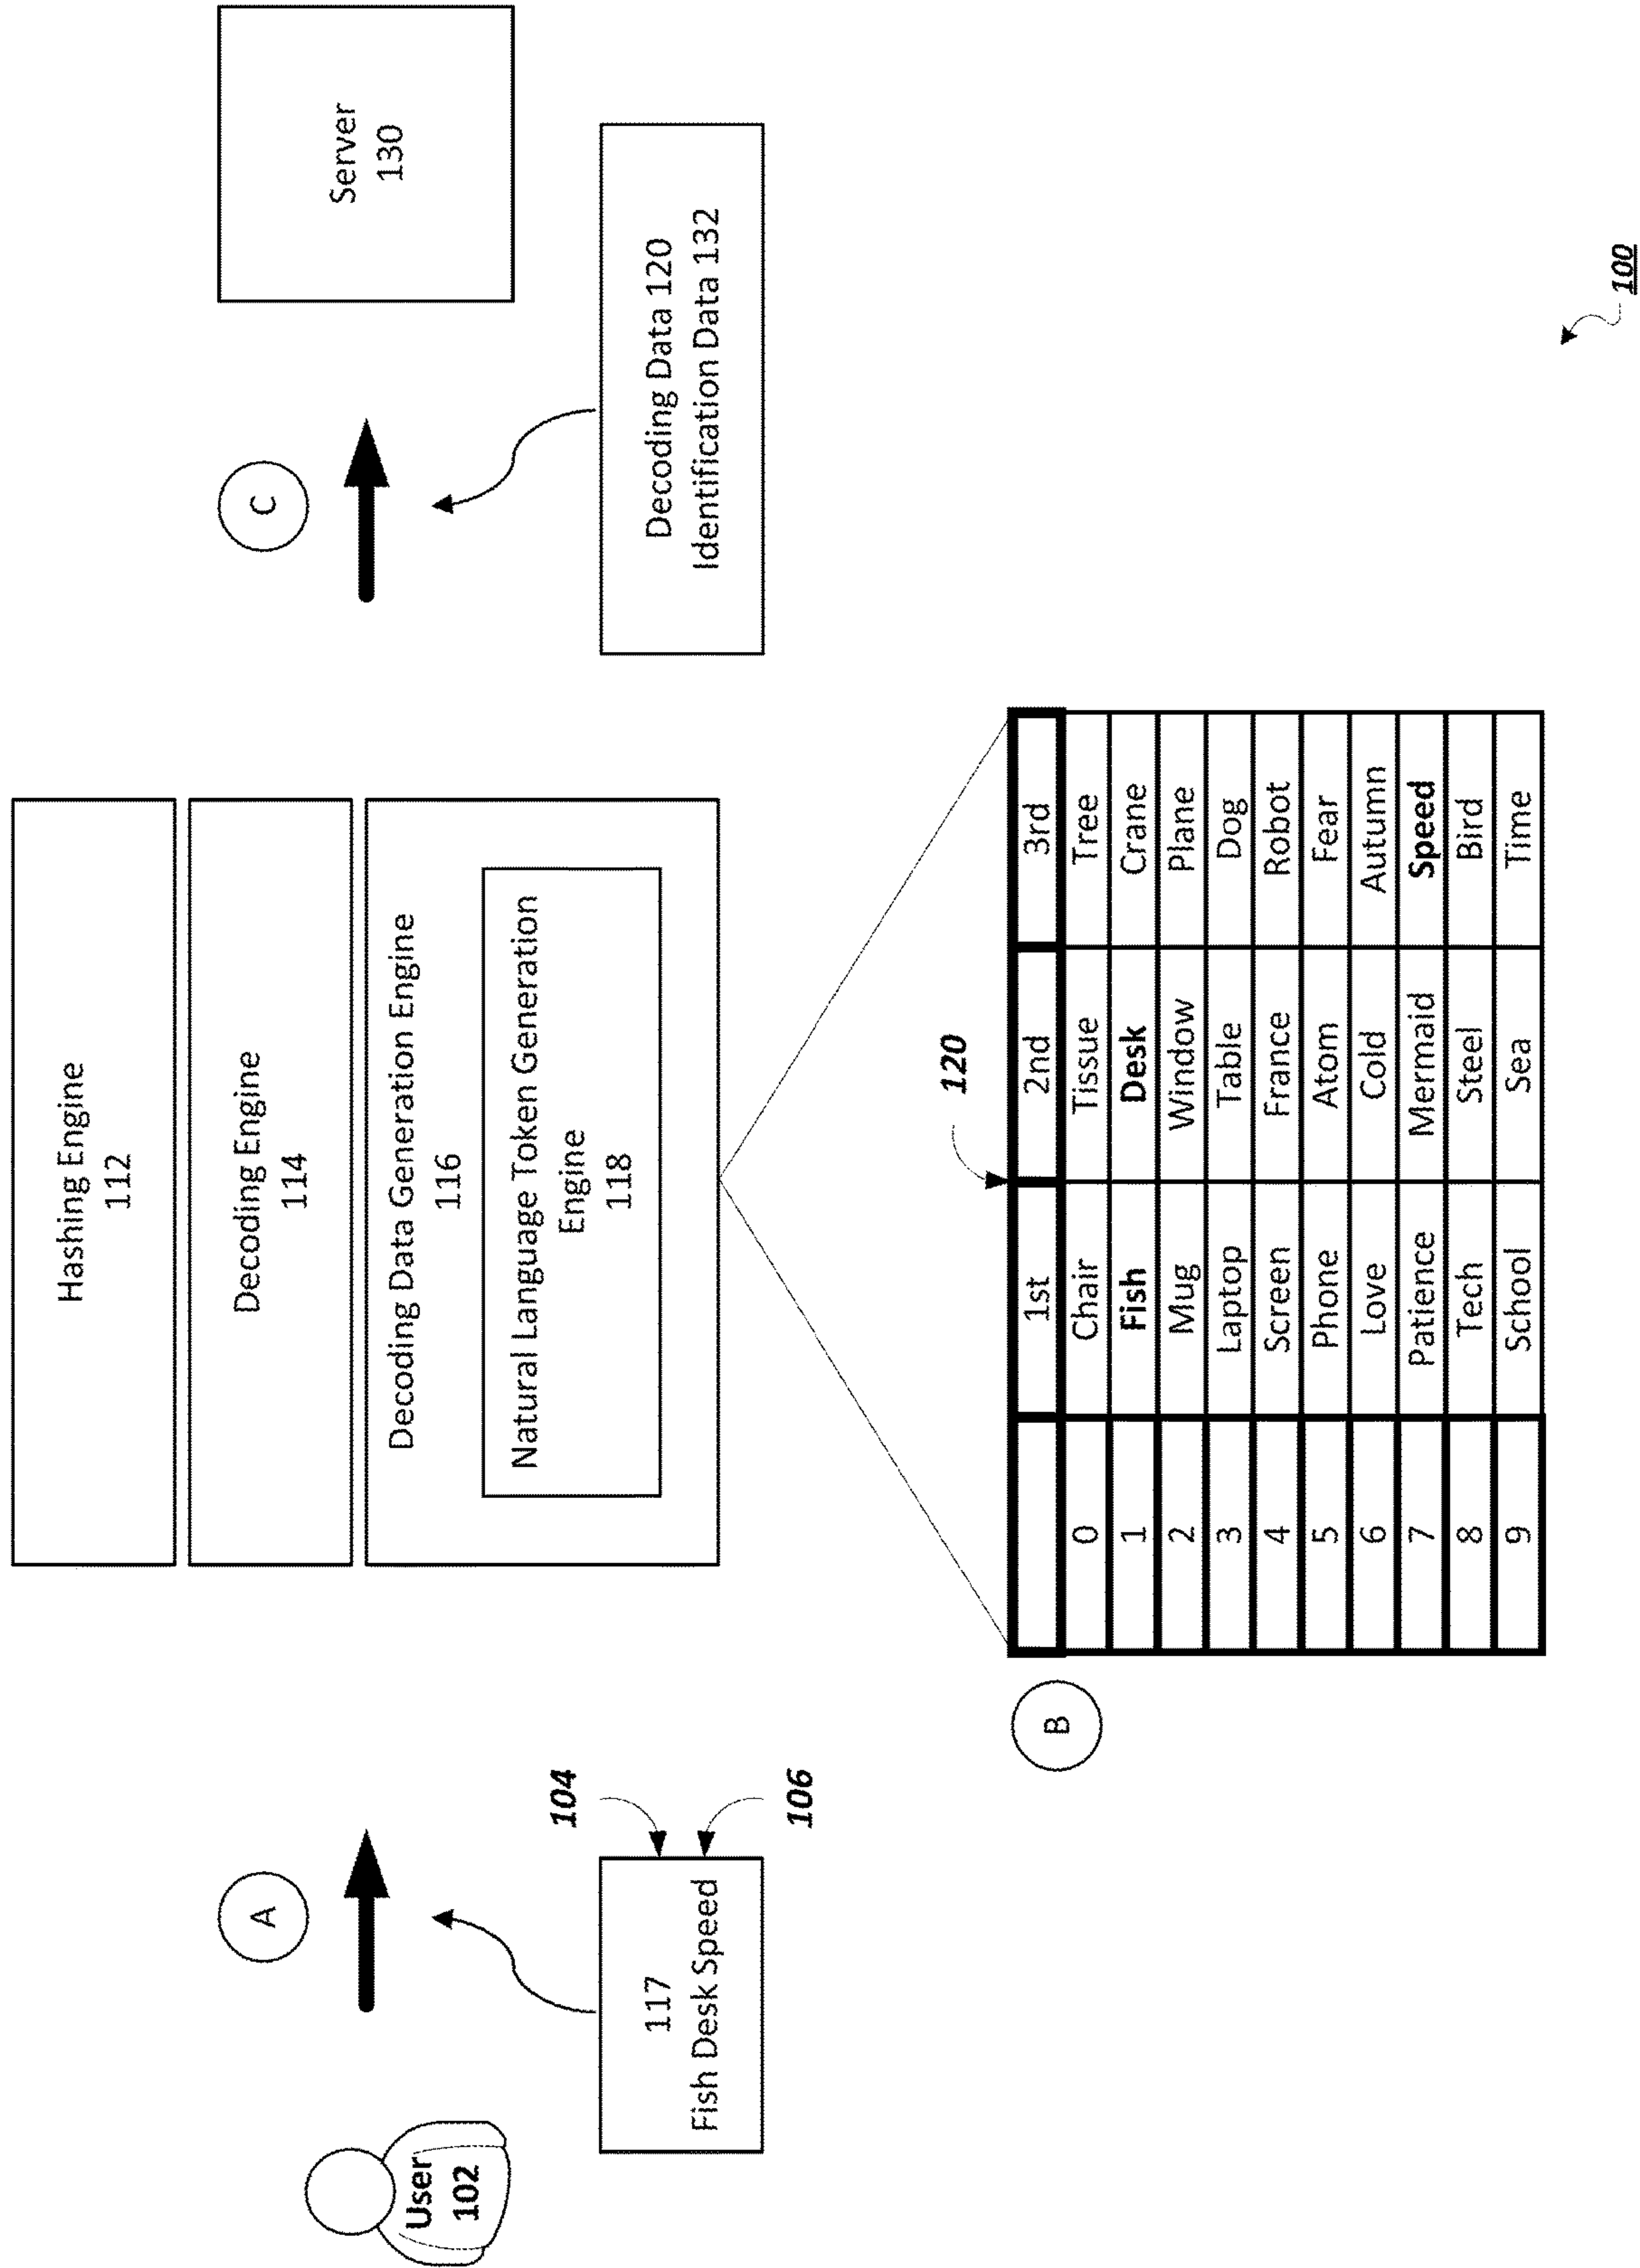 Hashing Engine
112
Decoding Engine
114
Decoding Data Generation Engine
116
Natural Language Token Generation
Engine
118
User
102
A
117
Fish Desk Speed
104
106
C
Server
130
Decoding Data 120
Identification Data 132
B
120
1st 2nd 3rd
0 Chair Tissue Tree
1 Fish Desk Crane
2 Mug Window Plane
3 Laptop Table Dog
4 Screen France Robot
5 Phone Atom Fear
6 Love Cold Autumn
7 Patience Mermaid Speed
8 Tech Steel Bird
9 School Sea Time
100